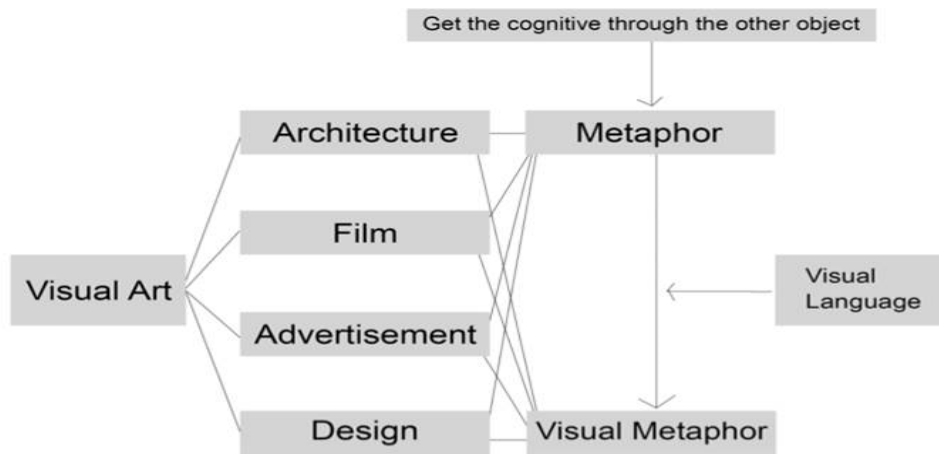 Get the cognitive through the other object
Architecture
Metaphor
Film
Visual Art
Visual
Language
Advertisement
Design
Visual Metaphor